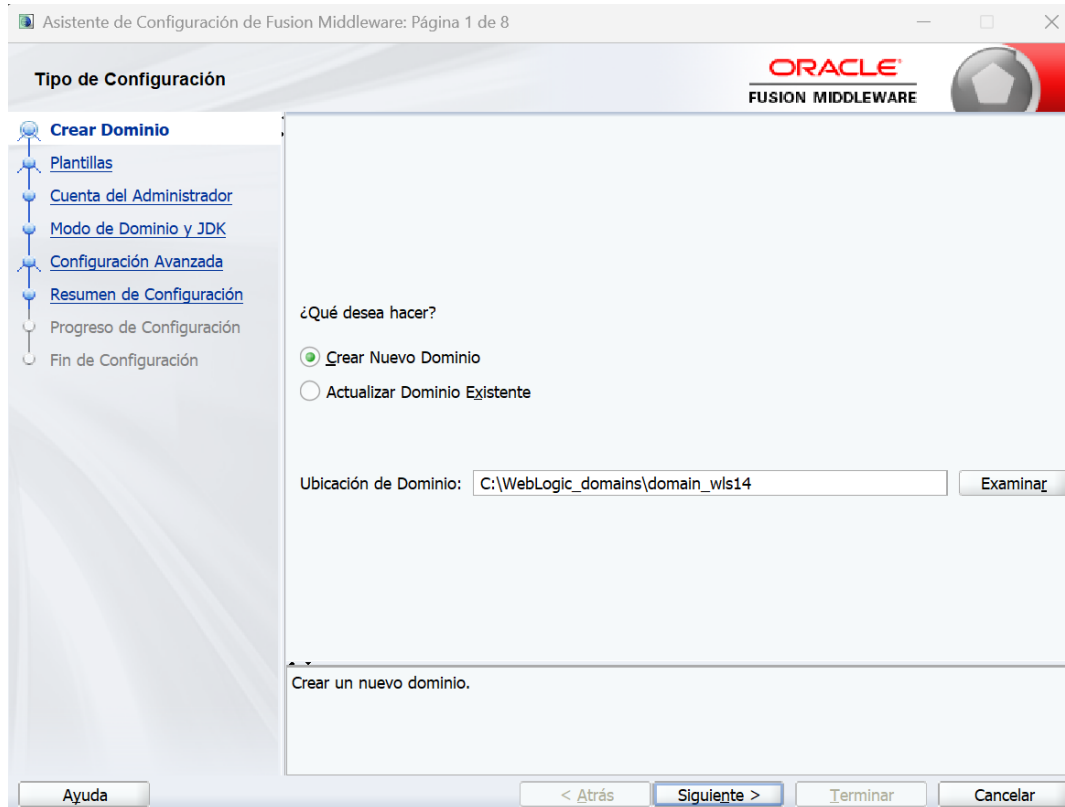 Asistente de Configuración de Fusion Middleware: Página 1 de 8
Tipo de Configuración
ORACLE
FUSION MIDDLEWARE
Crear Dominio
Plantillas
Cuenta del Administrador
Modo de Dominio y JDK
Configuración Avanzada
Resumen de Configuración
Progreso de Configuración
Fin de Configuración
¿Qué desea hacer?
Crear Nuevo Dominio
Actualizar Dominio Existente
Ubicación de Dominio: C:\WebLogic_domains\domain_wls14 Examinar
Crear un nuevo dominio.
Ayuda < Atrás Siguiente > Terminar Cancelar